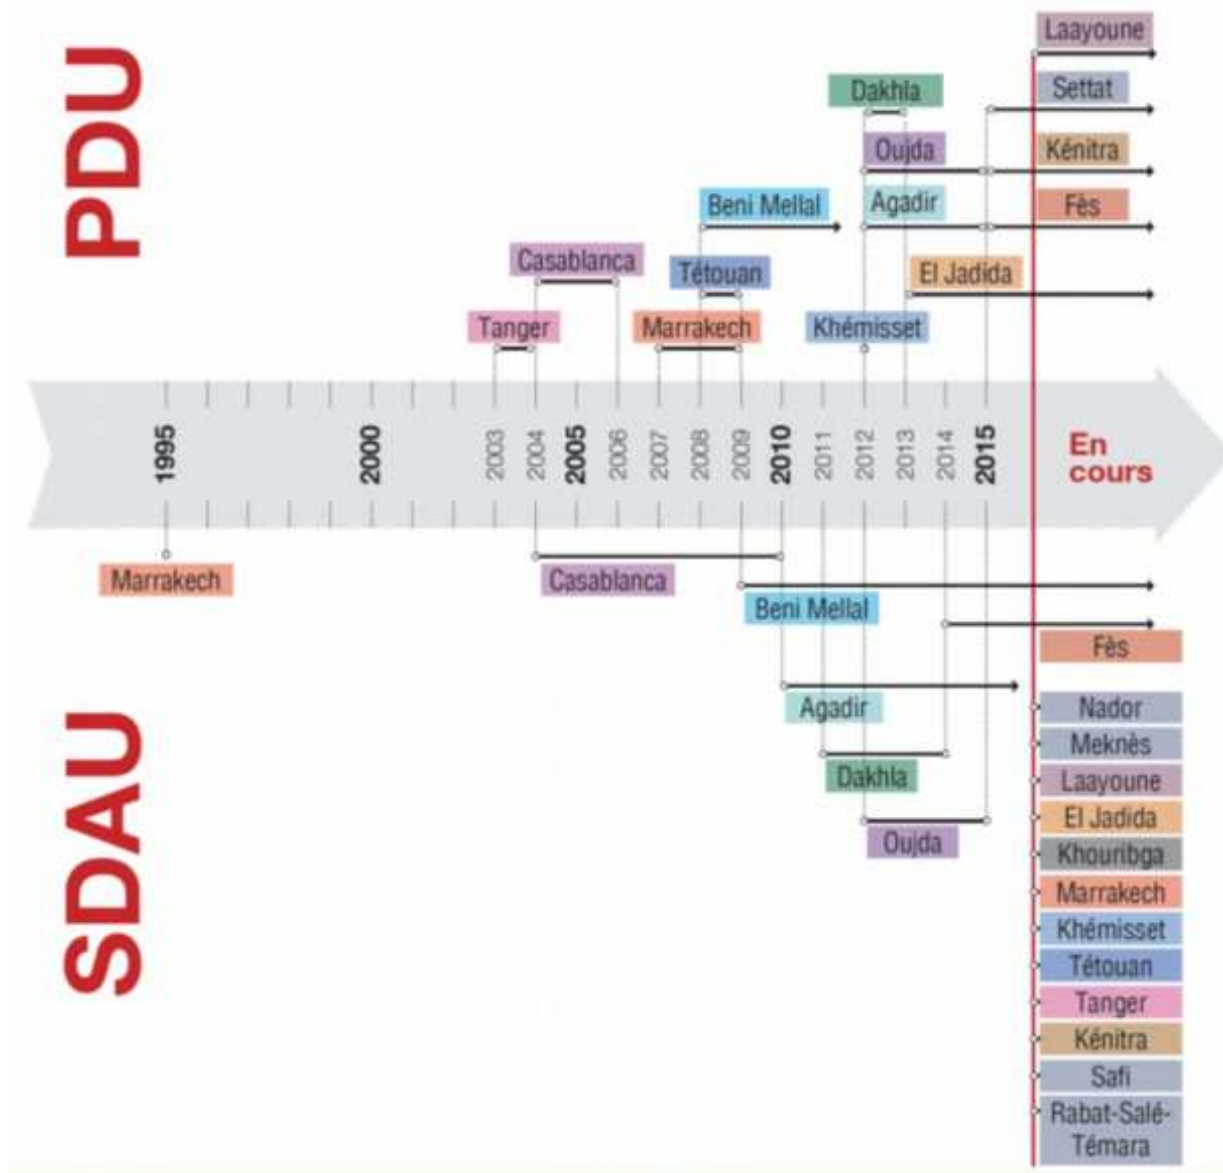 PDU
Laayoune
Dakhla
Settat
Oujda
Kénitra
Beni Mellal
Agadir
Fès
Casablanca
Tétouan
El Jadida
Tanger
Marrakech
Khémisset
1995
2000
2003
2004
2005
2006
2007
2008
2009
2010
2011
2012
2013
2014
2015
En
cours
SDAU
Marrakech
Casablanca
Beni Mellal
Fès
Agadir
Nador
Meknès
Dakhla
Laayoune
El Jadida
Oujda
Khouribga
Marrakech
Khémisset
Tétouan
Tanger
Kénitra
Safi
Rabat-Salé-
Témara